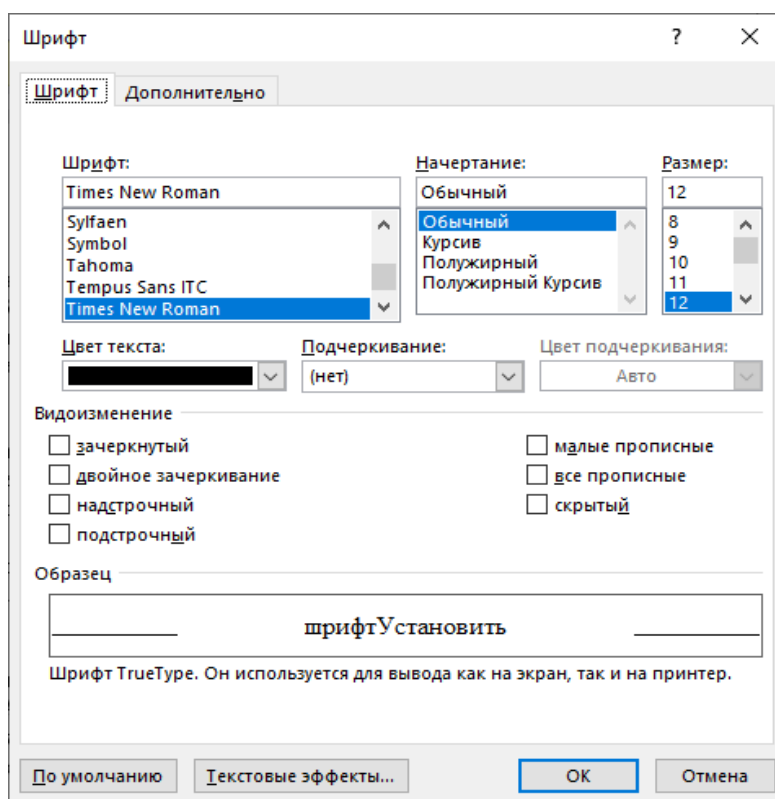 Шрифт ?
Шрифт Дополнительно
Шрифт: Начертание: Размер:
Times New Roman Обычный 12
Sylfaen Обычный 8
Symbol Курсив 9
Tahoma Полужирный 10
Tempus Sans ITC Полужирный Курсив 11
Times New Roman 12
Цвет текста: Подчеркивание: Цвет подчеркивания:
(нет) Авто
Видоизменение
зачеркнутый малые прописные
двойное зачеркивание все прописные
надстрочный скрытый
подстрочный
Образец
шрифтУстановить
Шрифт TrueType. Он используется для вывода как на экран, так и на принтер.
По умолчанию Текстовые эффекты... ОК Отмена